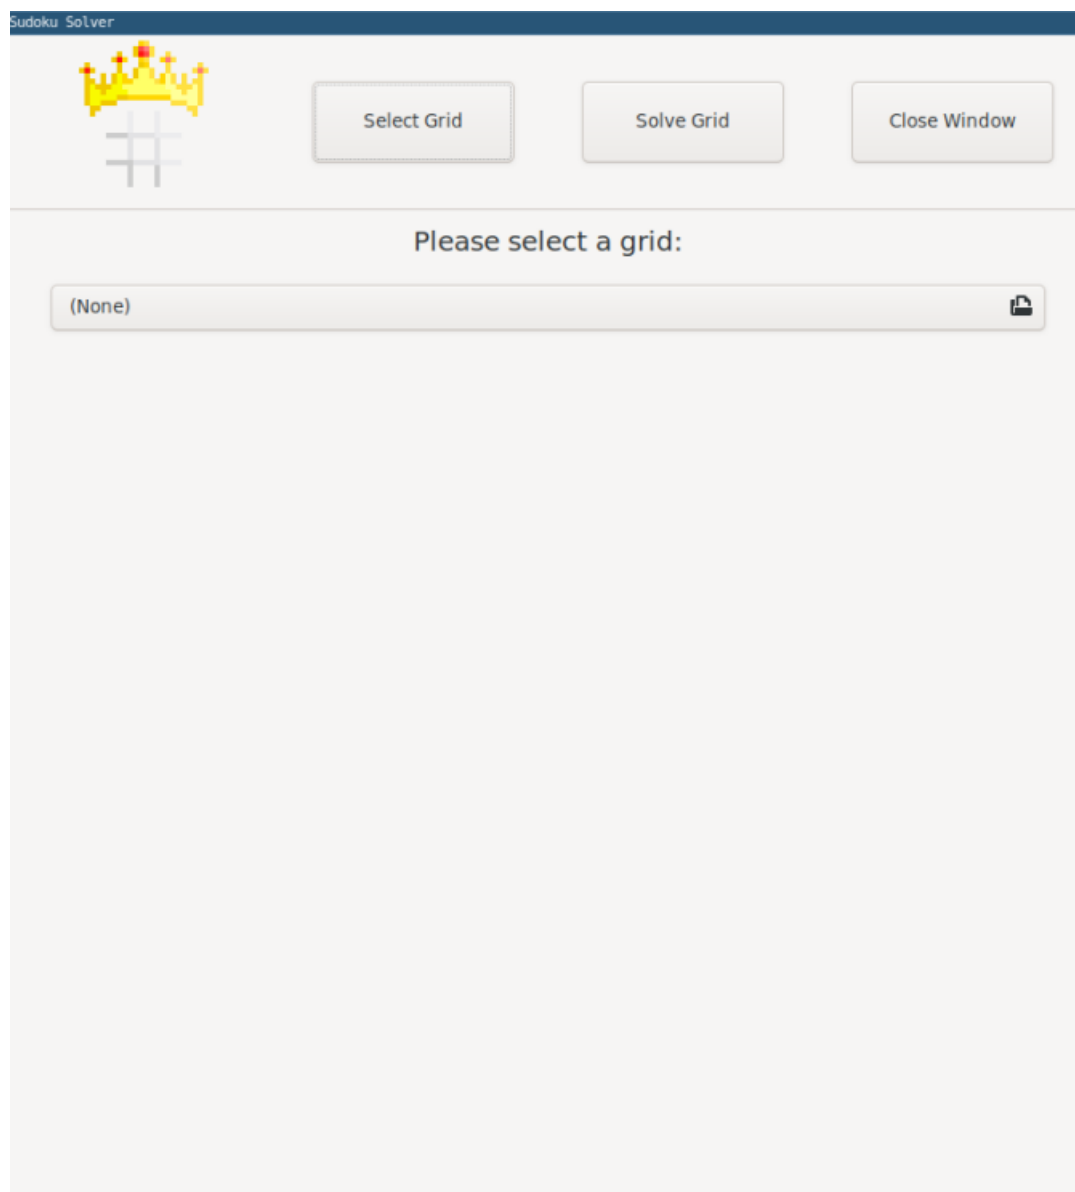 Sudoku Solver
Select Grid
Solve Grid
Close Window
Please select a grid:
(None)